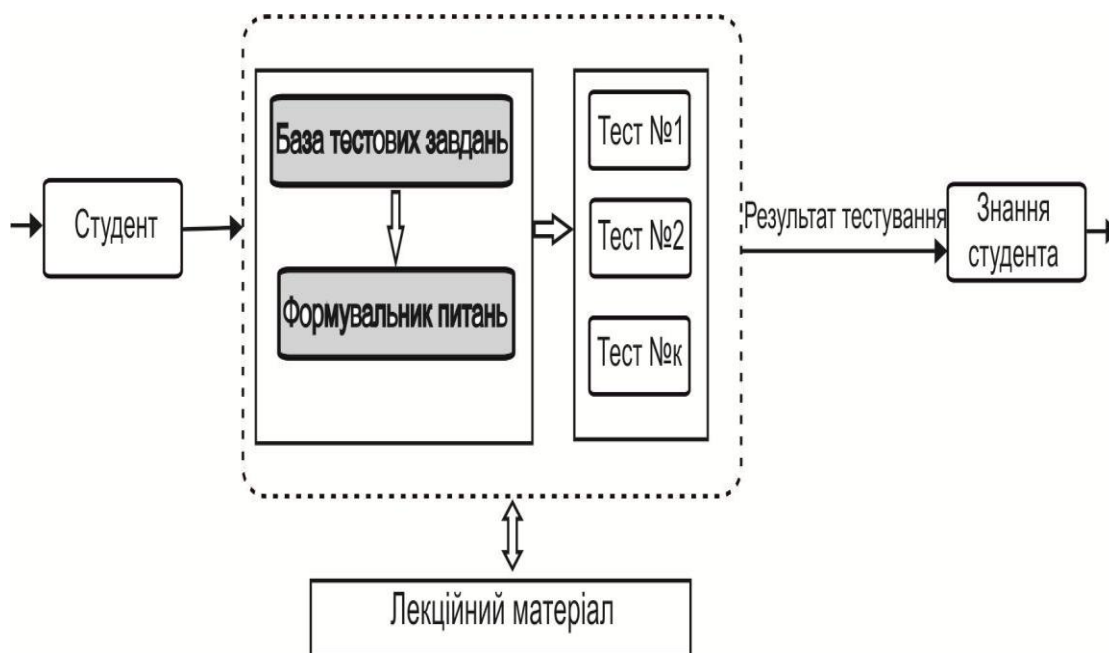 База тестових завдань
Тест №1
Студент
Результат тестування
Знання
студента
Тест №2
Формувальник питань
Тест №к
Лекційний матеріал